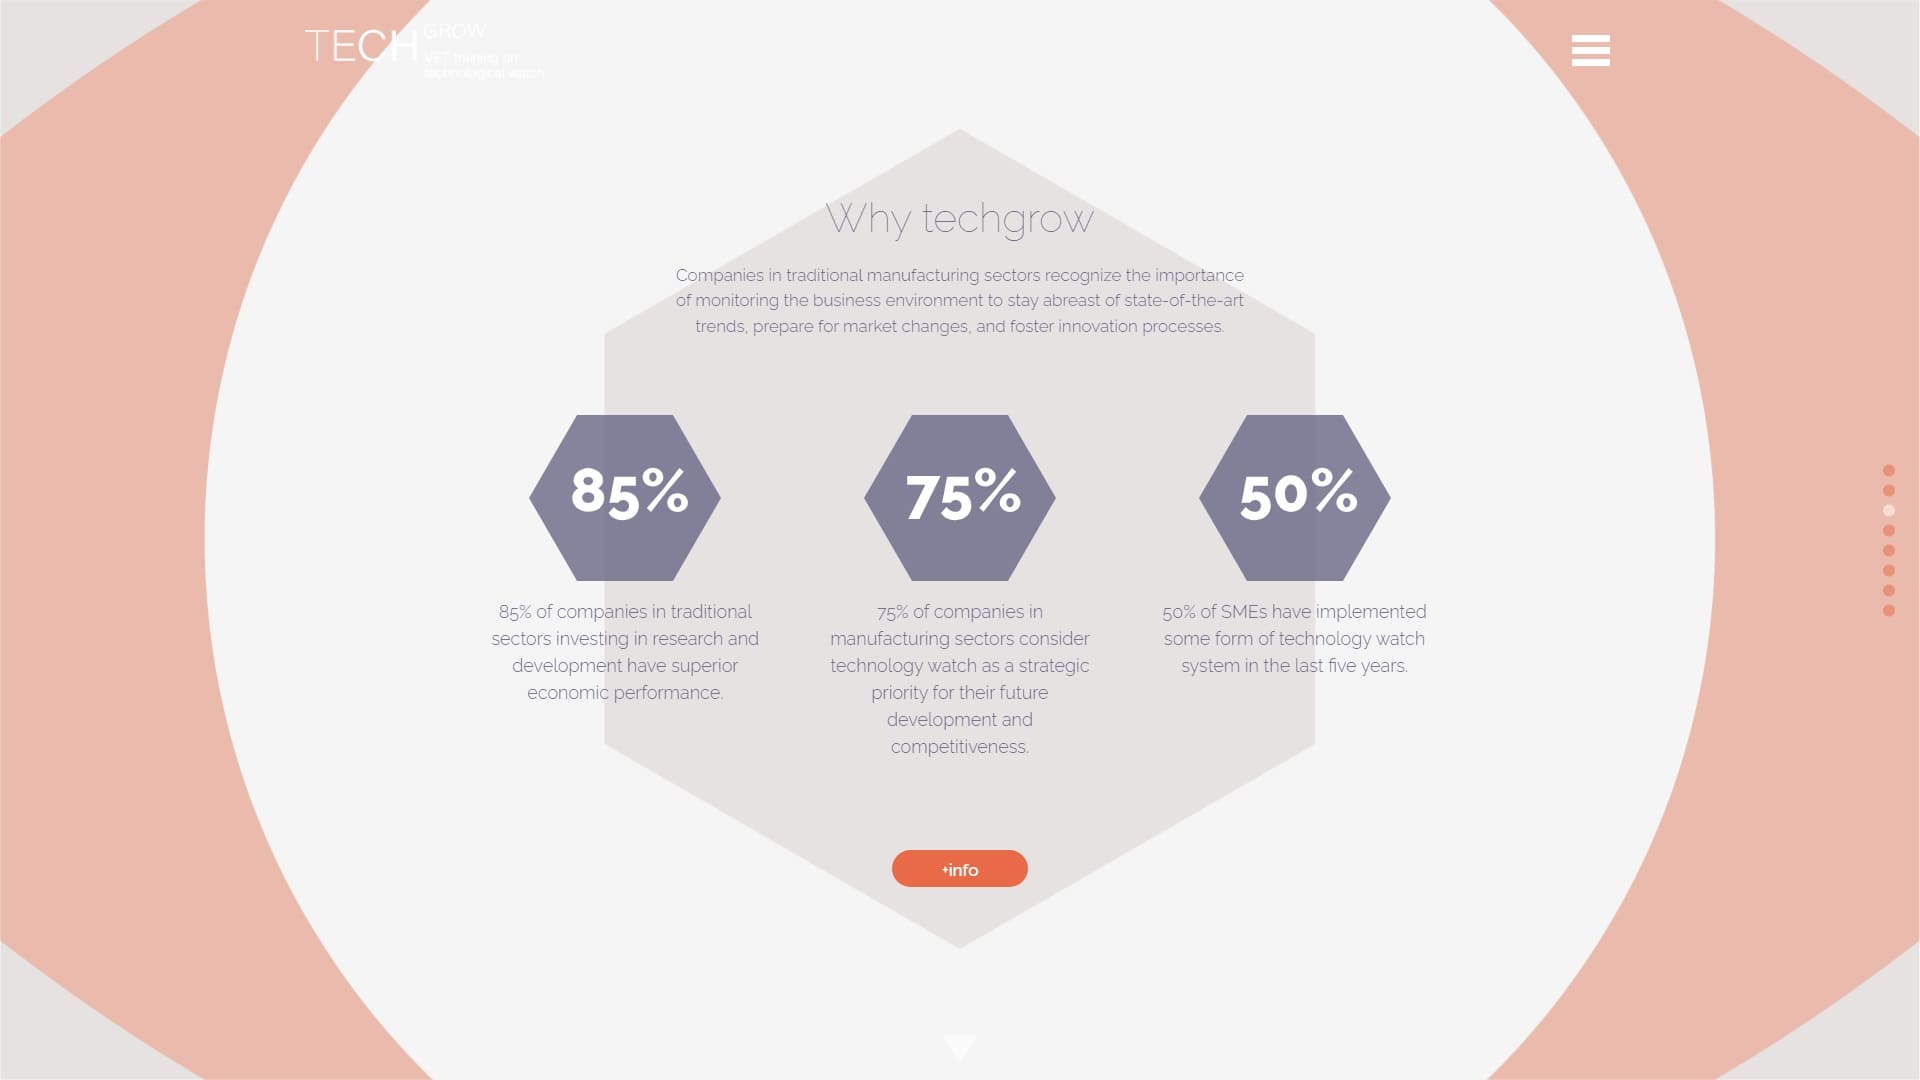 TECH GROW
VET training on
technological watch
Why techgrow
Companies in traditional manufacturing sectors recognize the importance
of monitoring the business environment to stay abreast of state-of-the-art
trends, prepare for market changes, and foster innovation processes.
85%
85% of companies in traditional
sectors investing in research and
development have superior
economic performance.
75%
75% of companies in
manufacturing sectors consider
technology watch as a strategic
priority for their future
development and
competitiveness.
50%
50% of SMEs have implemented
some form of technology watch
system in the last five years.
+info